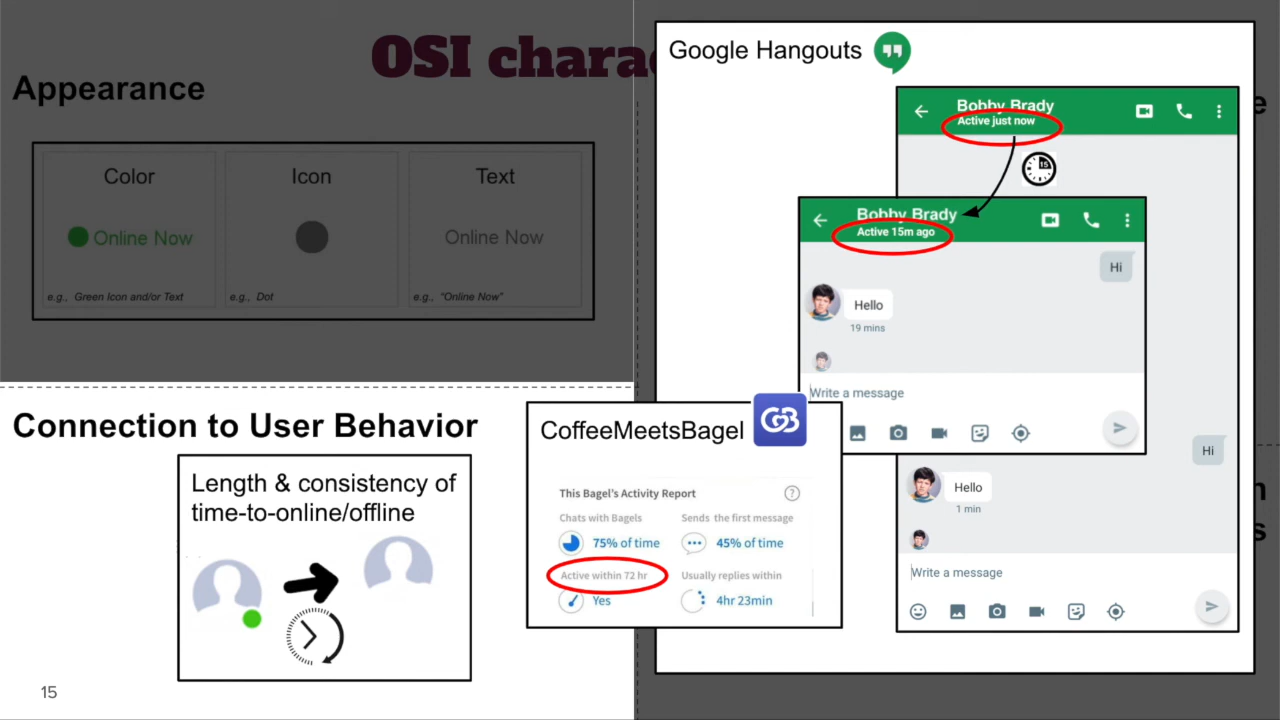 OSI charac
Appearance
Color
Icon
Text
Online Now
Online Now
e.g., Green Icon and/or Text
e.g., Dot
e.g., "Online Now"
Connection to User Behavior
Length & consistency of
time-to-online/offline
15
CoffeeMeetsBagel
CMB
This Bagel's Activity Report
?
Chats with Bagels
Sends the first message
75% of time
45% of time
Active within 72 hr
Usually replies within
Yes
4hr 23min
Google Hangouts
Bobby Brady
Active just now
15
Bobby Brady
Active 15m ago
Hi
Hello
19 mins
Write a message
Hi
Hello
1 min
Write a message
e
n
s